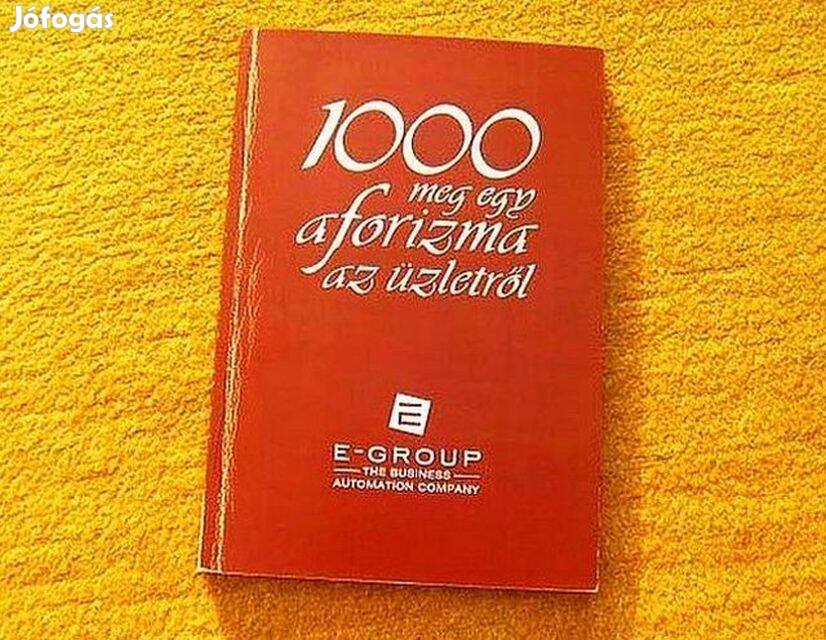 Jófogás
1000
meg egy
aforizma
az üzletről
E-GROUP
THE BUSINESS
AUTOMATION COMPANY